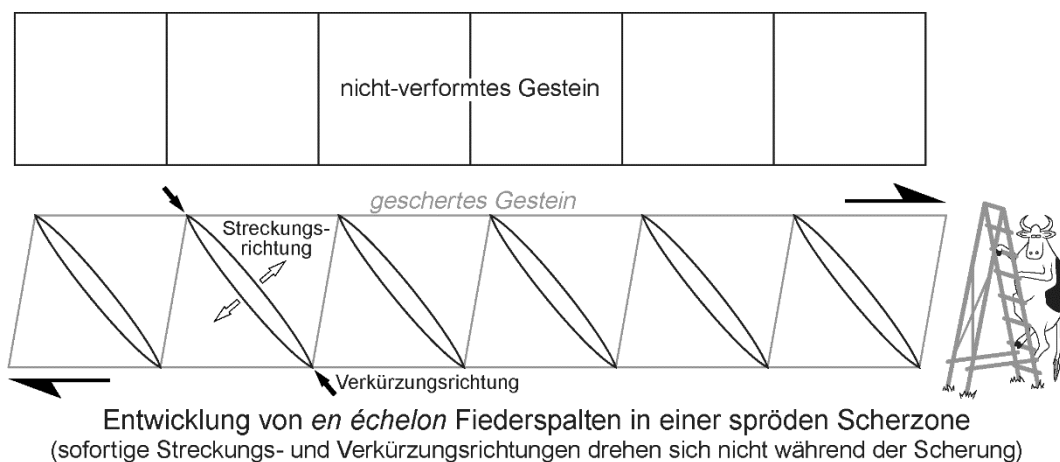 nicht-verformtes Gestein
geschertes Gestein
Streckungs-
richtung
Verkürzungsrichtung
Entwicklung von en échelon Fiederspalten in einer spröden Scherzone
(sofortige Streckungs- und Verkürzungsrichtungen drehen sich nicht während der Scherung)